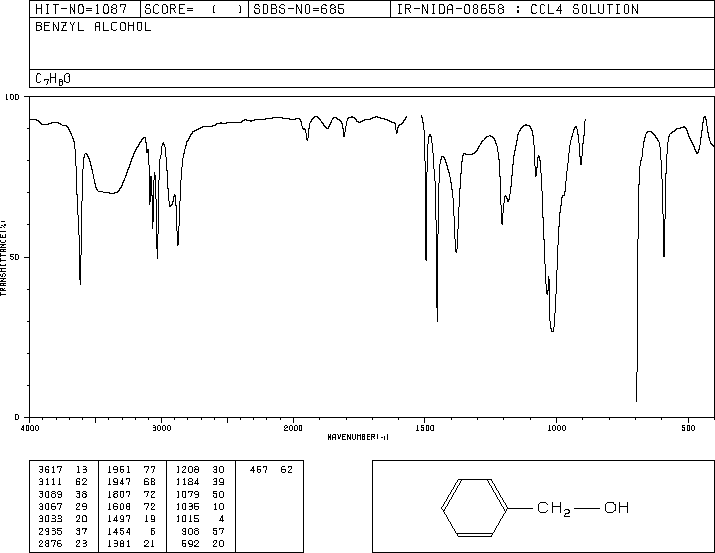 HIT-NO=1087 SCORE= ( ) SDBS-NO=685 IR-NIDA-08658 : CCL4 SOLUTION
BENZYL ALCOHOL
C7H8O
100
50
0
TRANSMITTANCE(%)
4000 3000 2000 1500 1000 500
WAVENUMBER(-1)
3617 13 1961 77 1208 30 467 62
3111 62 1947 68 1184 39
3089 38 1807 72 1079 50
3067 29 1608 72 1036 10
3033 20 1497 19 1015 4
2935 37 1454 6 908 57
2876 23 1381 21 592 20
CH2 OH